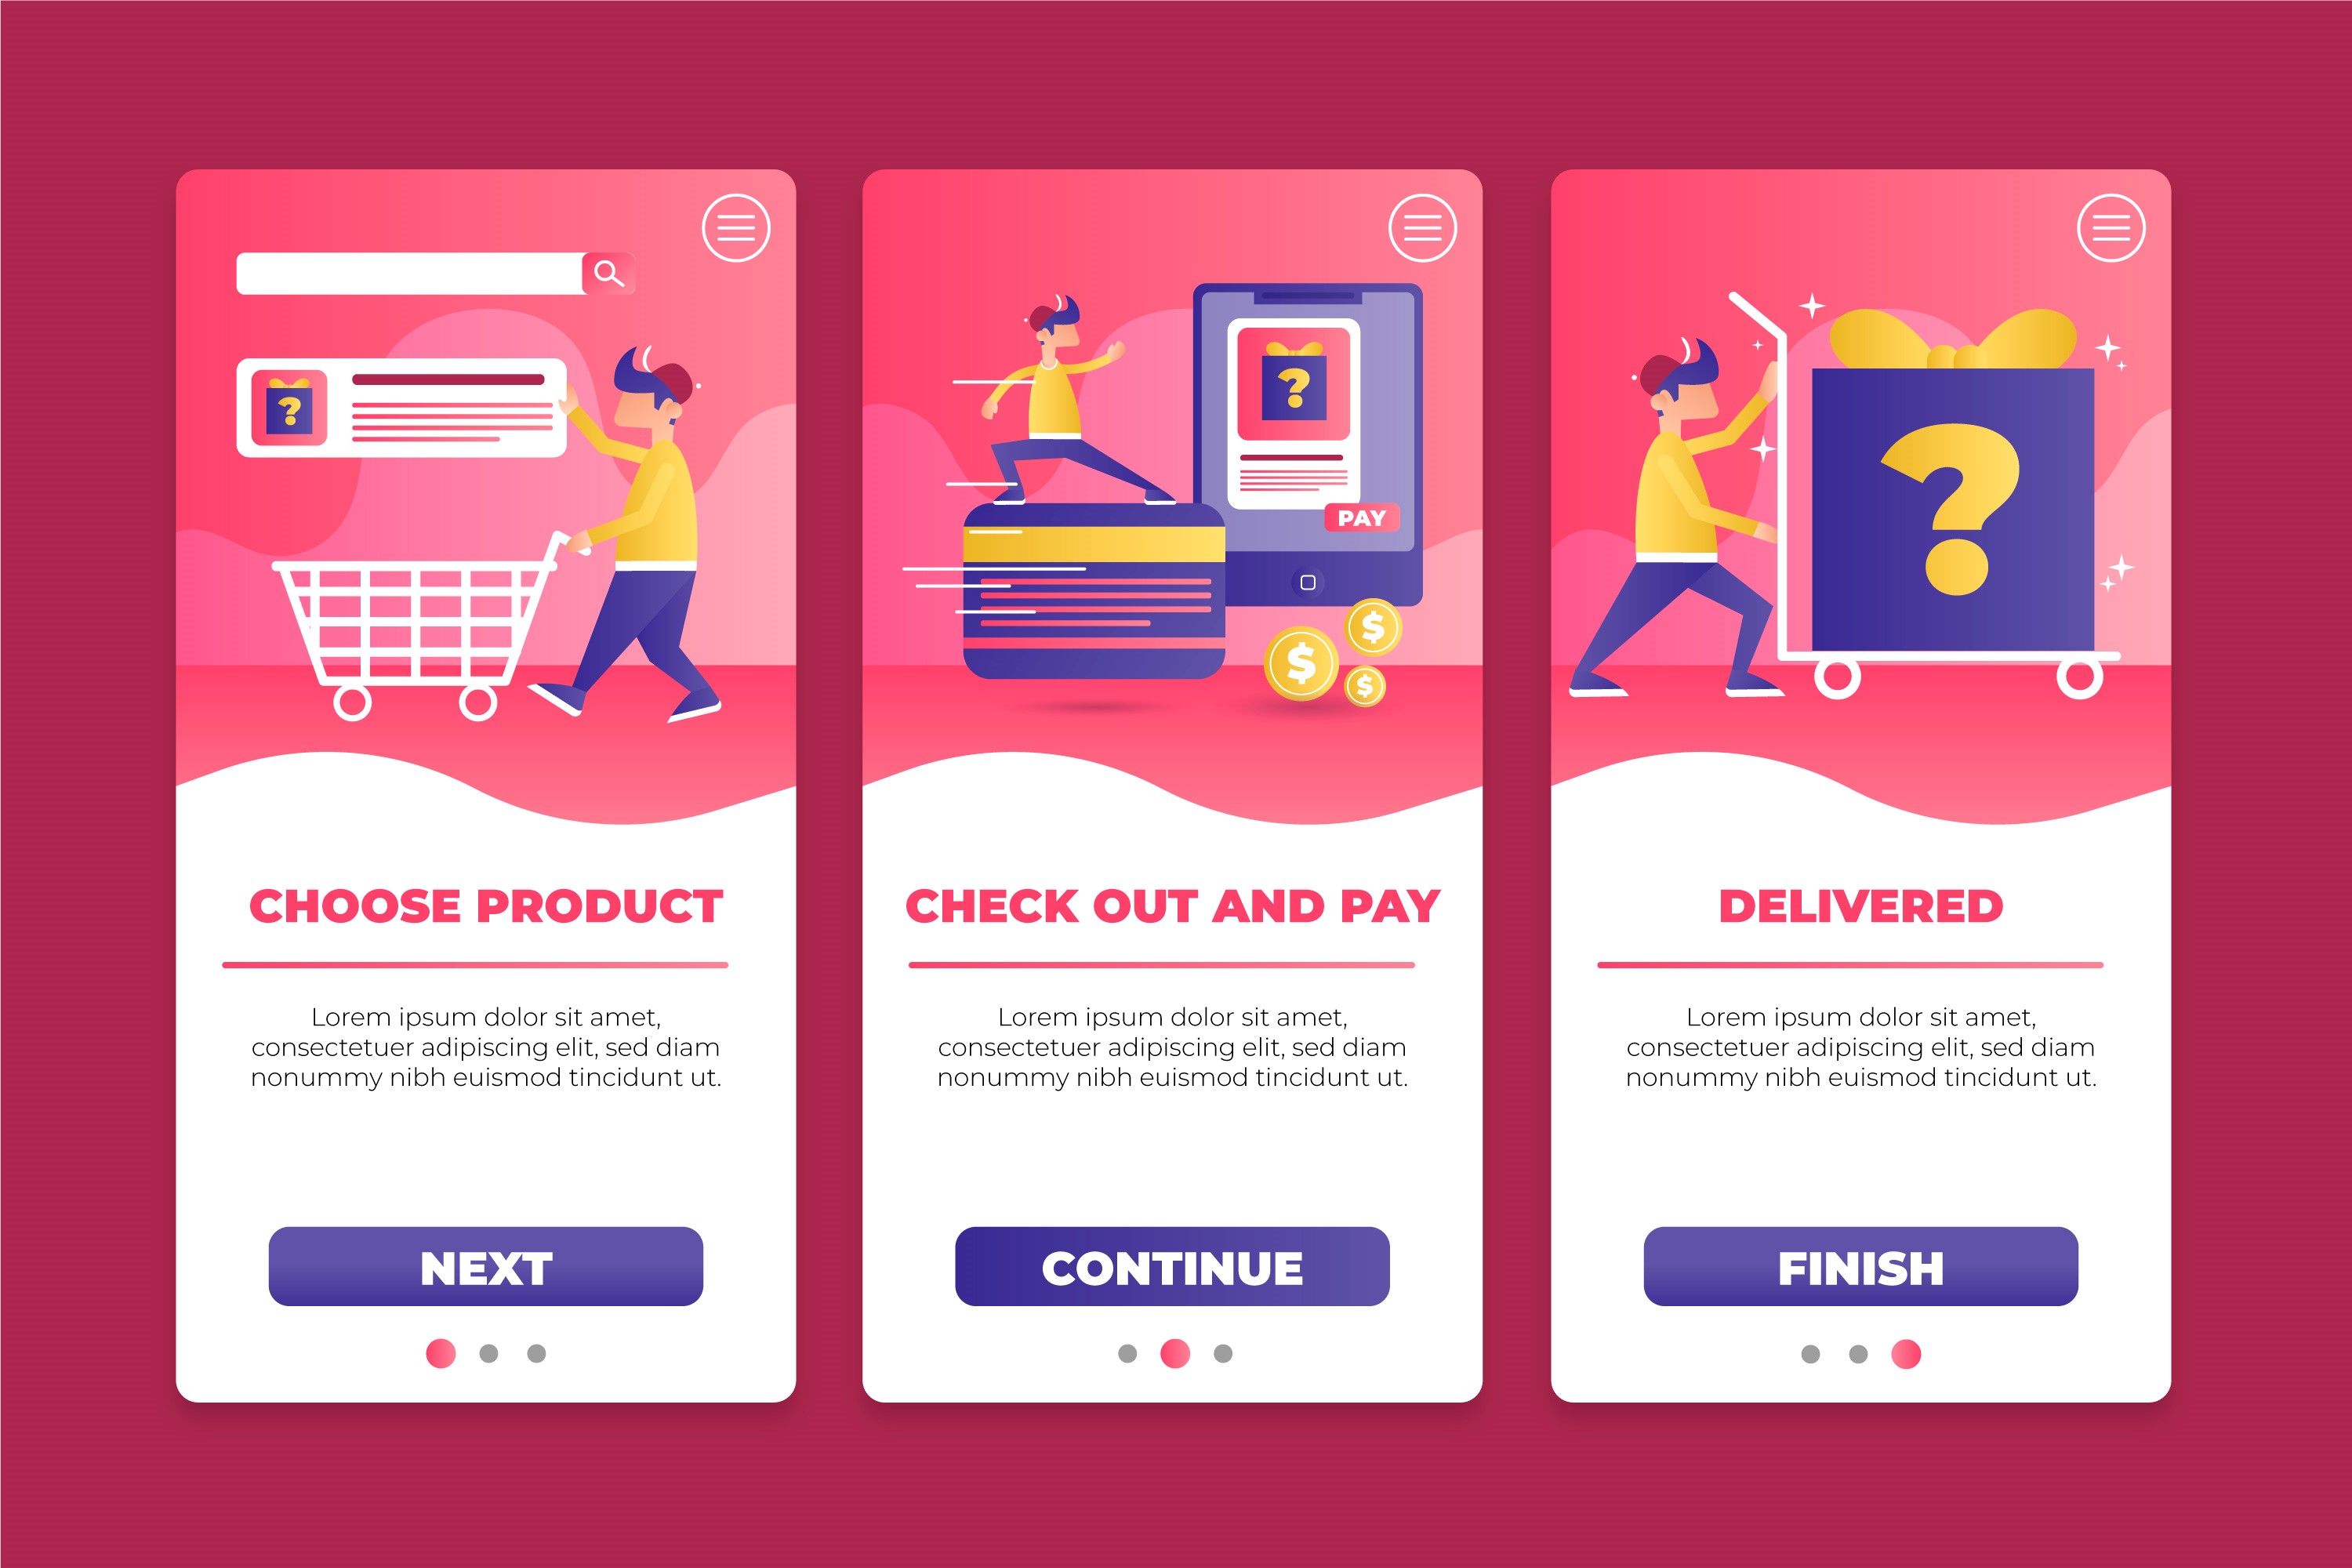 ?
CHOOSE PRODUCT
Lorem ipsum dolor sit amet,
consectetuer adipiscing elit, sed diam
nonummy nibh euismod tincidunt ut.
NEXT
?
PAY
$
$
$
CHECK OUT AND PAY
Lorem ipsum dolor sit amet,
consectetuer adipiscing elit, sed diam
nonummy nibh euismod tincidunt ut.
CONTINUE
?
DELIVERED
Lorem ipsum dolor sit amet,
consectetuer adipiscing elit, sed diam
nonummy nibh euismod tincidunt ut.
FINISH